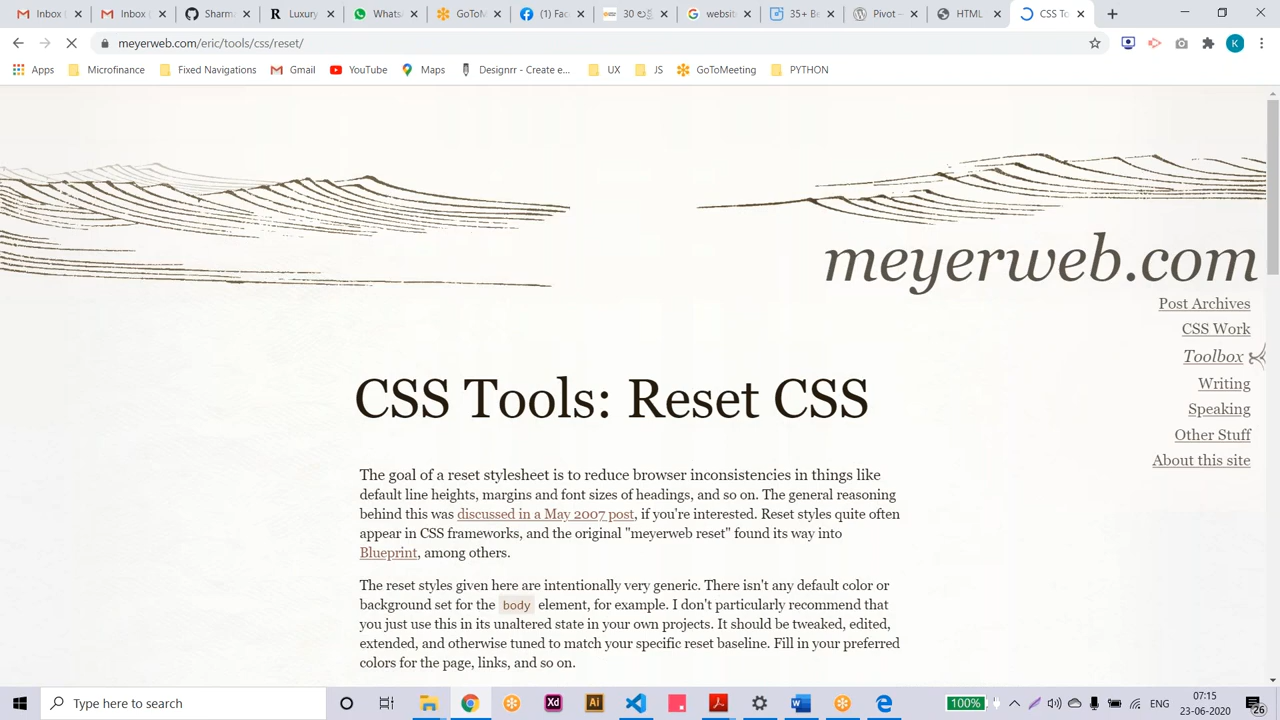 Inbox
Inbox (
Sharm
Luxury
Whats
GoToM
(1) Fac
websit
35+ Be
Pivot –
HTML
CSS To
meyerweb.com/eric/tools/css/reset/
K
Apps
Microfinance
Fixed Navigations
Gmail
YouTube
Maps
Designrr - Create e...
UX
JS
GoToMeeting
PYTHON
meyerweb.com
Post Archives
CSS Work
Toolbox
Writing
Speaking
Other Stuff
About this site
CSS Tools: Reset CSS
The goal of a reset stylesheet is to reduce browser inconsistencies in things like
default line heights, margins and font sizes of headings, and so on. The general reasoning
behind this was discussed in a May 2007 post, if you're interested. Reset styles quite often
appear in CSS frameworks, and the original "meyerweb reset" found its way into
Blueprint, among others.
The reset styles given here are intentionally very generic. There isn't any default color or
background set for the body element, for example. I don't particularly recommend that
you just use this in its unaltered state in your own projects. It should be tweaked, edited,
extended, and otherwise tuned to match your specific reset baseline. Fill in your preferred
colors for the page, links, and so on.
Type here to search
100%
ENG
07:15
23-06-2020
26